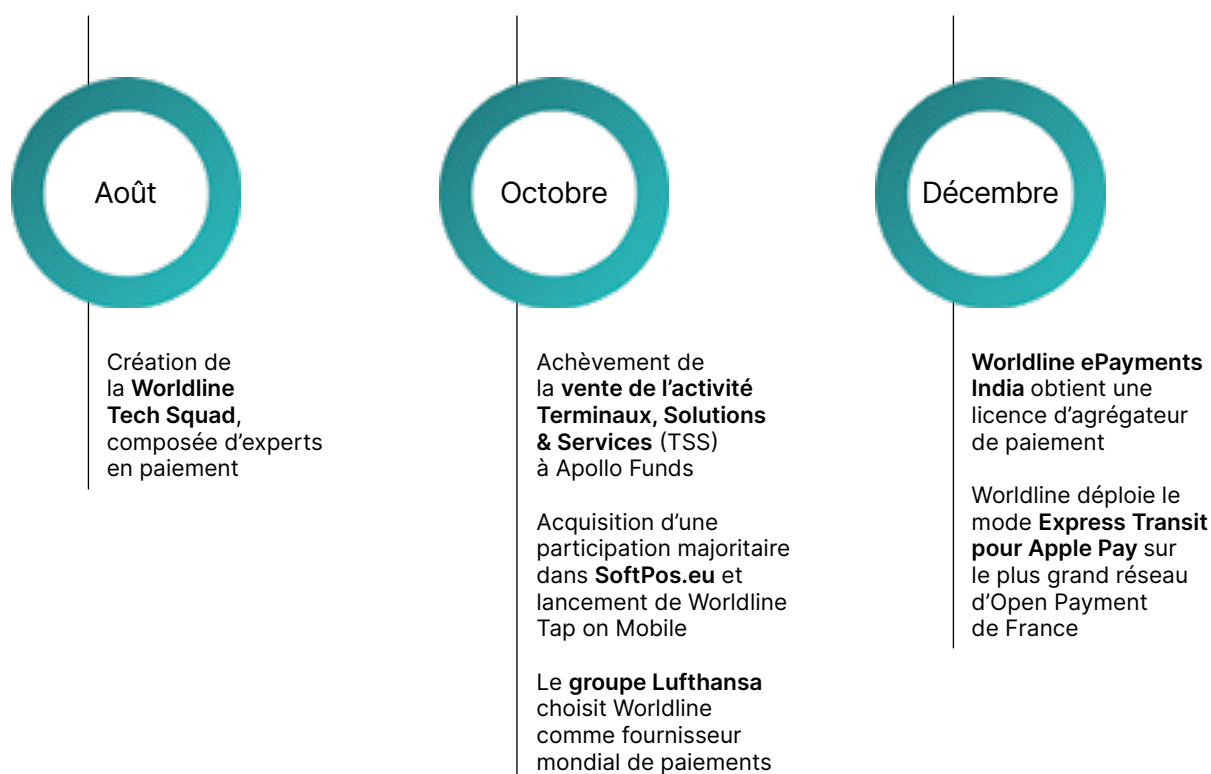 Août
Création de
la Worldline
Tech Squad,
composée d’experts
en paiement
Octobre
Achèvement de
la vente de l’activité
Terminaux, Solutions
& Services (TSS)
à Apollo Funds
Acquisition d’une
participation majoritaire
dans SoftPos.eu et
lancement de Worldline
Tap on Mobile
Le groupe Lufthansa
choisit Worldline
comme fournisseur
mondial de paiements
Décembre
Worldline ePayments
India obtient une
licence d’agrégateur
de paiement
Worldline déploie le
mode Express Transit
pour Apple Pay sur
le plus grand réseau
d’Open Payment
de France